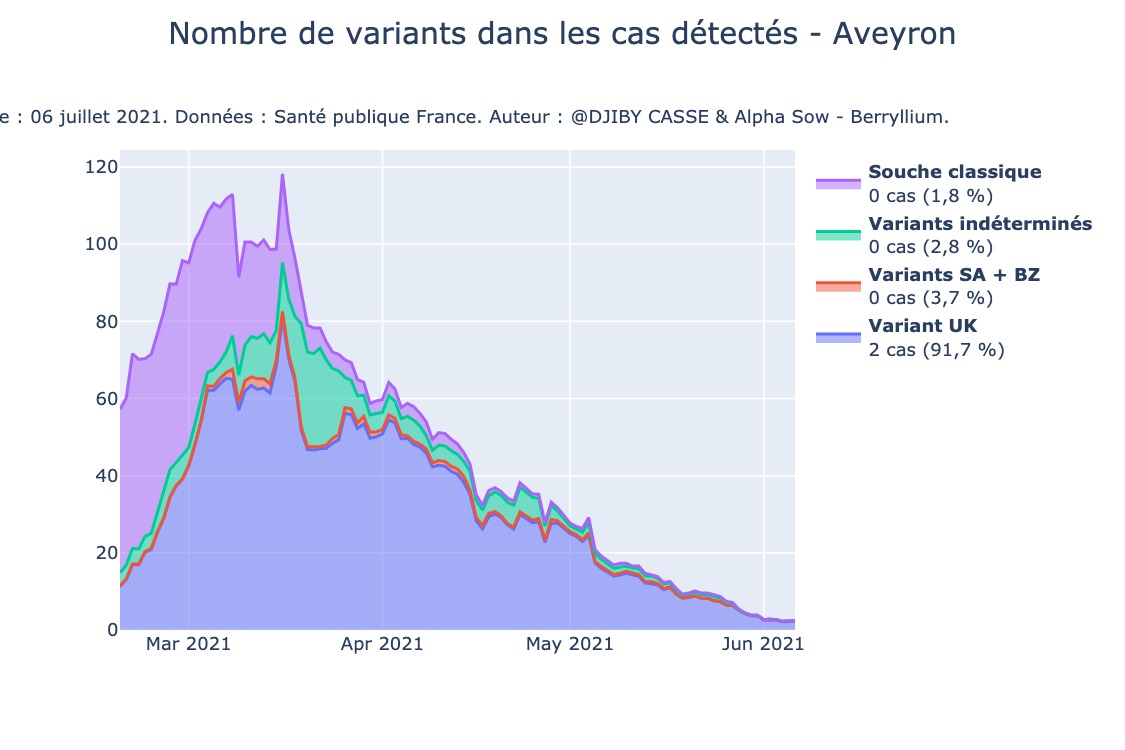 Nombre de variants dans les cas détectés - Aveyron
e : 06 juillet 2021. Données : Santé publique France. Auteur : @DJIBY CASSE & Alpha Sow - Berryllium.
120
100
80
60
40
20
0
Mar 2021
Apr 2021
May 2021
Jun 2021
Souche classique
0 cas (1,8 %)
Variants indéterminés
0 cas (2,8 %)
Variants SA + BZ
0 cas (3,7 %)
Variant UK
2 cas (91,7 %)